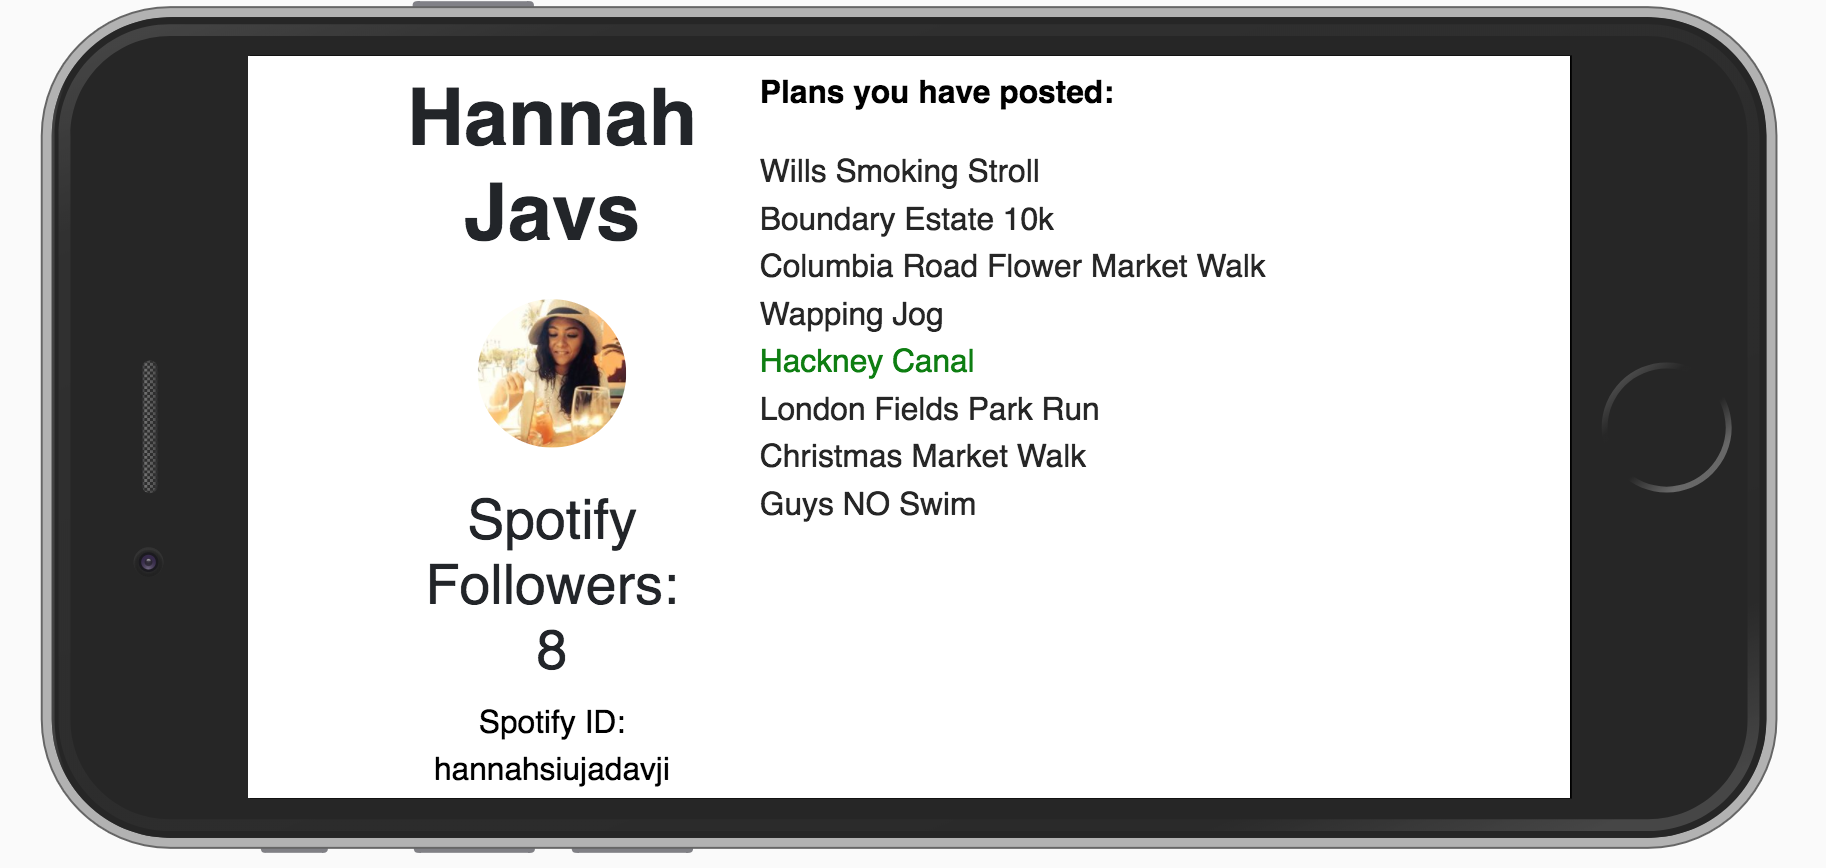 Hannah
Javs
Spotify
Followers:
8
Spotify ID:
hannahsiujadavji
Plans you have posted:
Wills Smoking Stroll
Boundary Estate 10k
Columbia Road Flower Market Walk
Wapping Jog
Hackney Canal
London Fields Park Run
Christmas Market Walk
Guys NO Swim